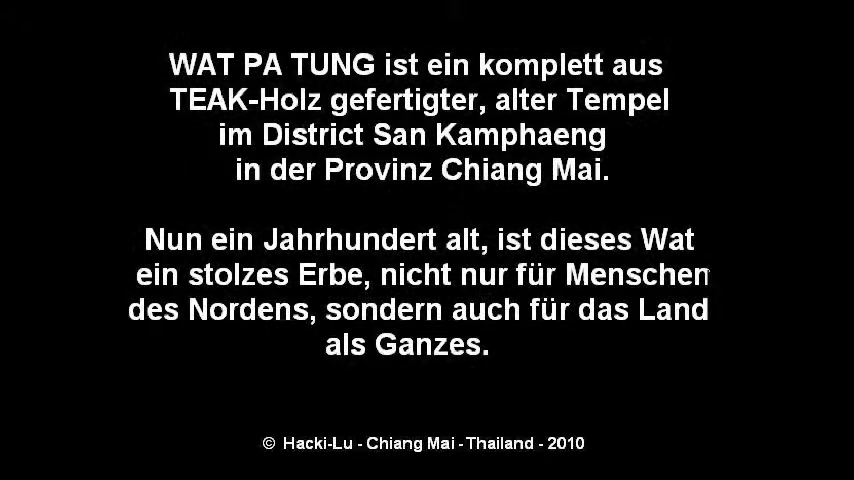 WAT PA TUNG ist ein komplett aus
TEAK-Holz gefertigter, alter Tempel
im District San Kamphaeng
in der Provinz Chiang Mai.
Nun ein Jahrhundert alt, ist dieses Wat
ein stolzes Erbe, nicht nur für Menschen
des Nordens, sondern auch für das Land
als Ganzes.
© Hacki-Lu - Chiang Mai - Thailand - 2010